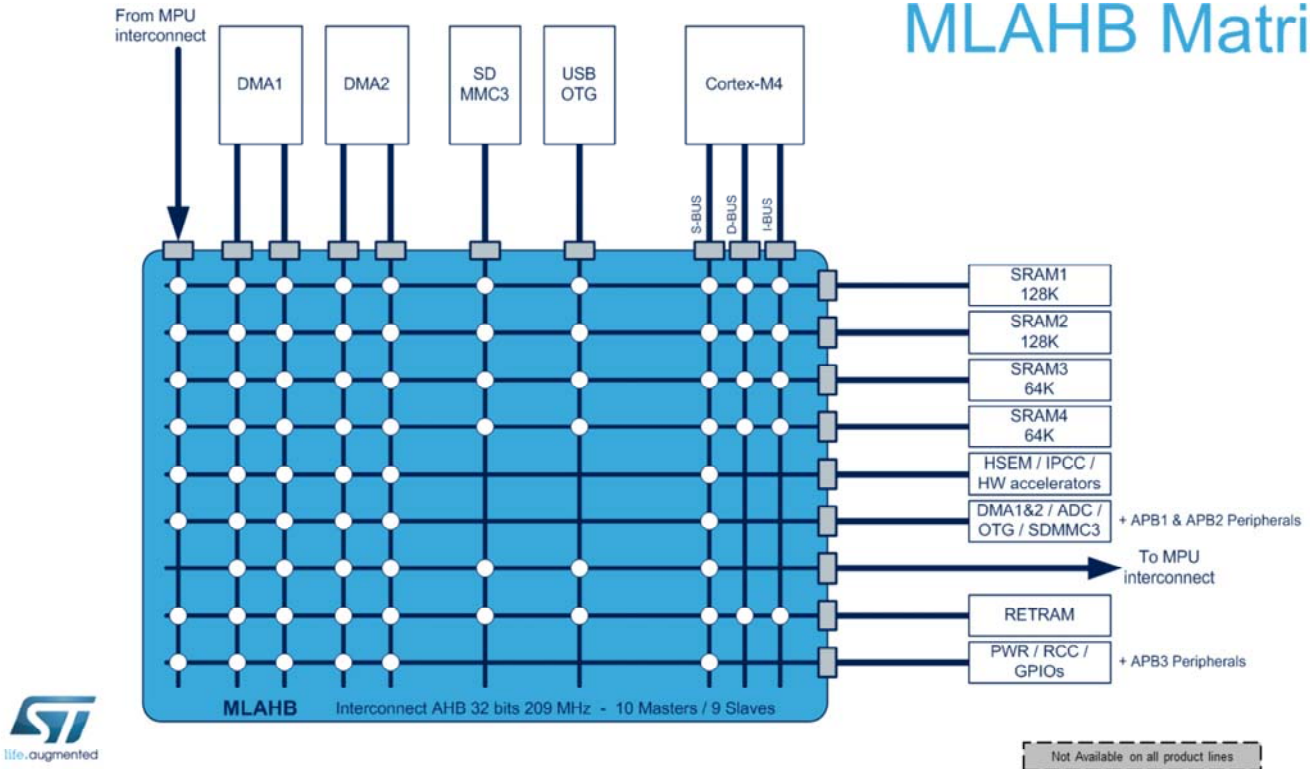 MLAHB Matri
From MPU
interconnect
DMA1
DMA2
SD
MMC3
USB
OTG
Cortex-M4
S-BUS
D-BUS
I-BUS
SRAM1
128K
SRAM2
128K
SRAM3
64K
SRAM4
64K
HSEM / IPCC /
HW accelerators
DMA1&2 / ADC /
OTG / SDMMC3
+ APB1 & APB2 Peripherals
To MPU
interconnect
RETRAM
PWR / RCC /
GPIOs
+ APB3 Peripherals
MLAHB Interconnect AHB 32 bits 209 MHz - 10 Masters / 9 Slaves
ST
life.augmented
Not Available on all product lines